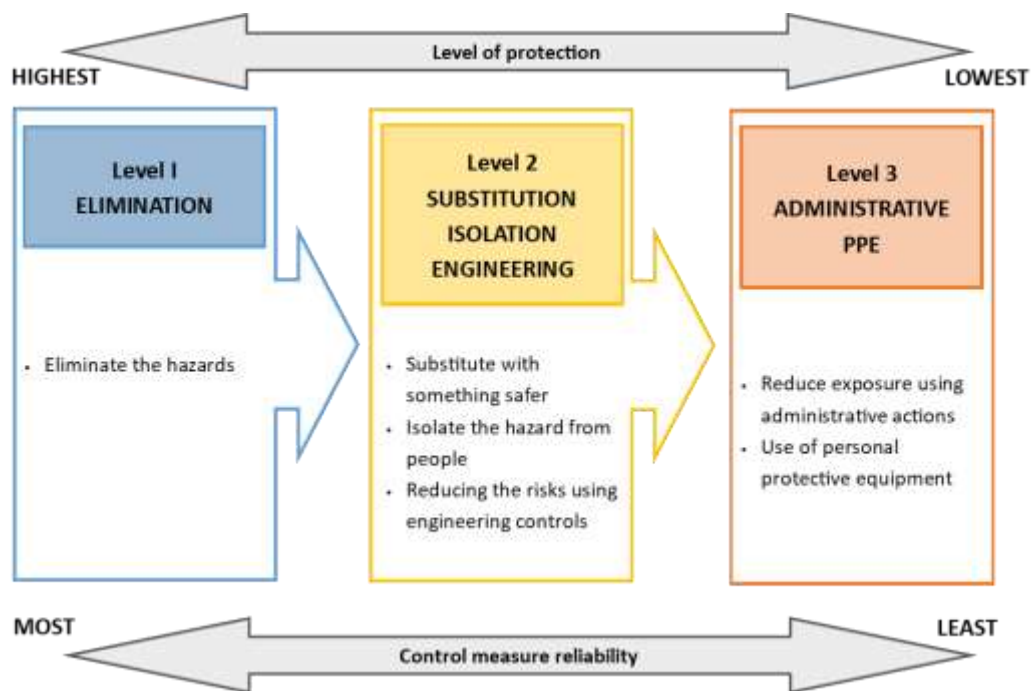 Level of protection
HIGHEST
LOWEST
Level I
ELIMINATION
• Eliminate the hazards
Level 2
SUBSTITUTION
ISOLATION
ENGINEERING
• Substitute with
something safer
• Isolate the hazard from
people
• Reducing the risks using
engineering controls
Level 3
ADMINISTRATIVE
PPE
• Reduce exposure using
administrative actions
• Use of personal
protective equipment
MOST
LEAST
Control measure reliability